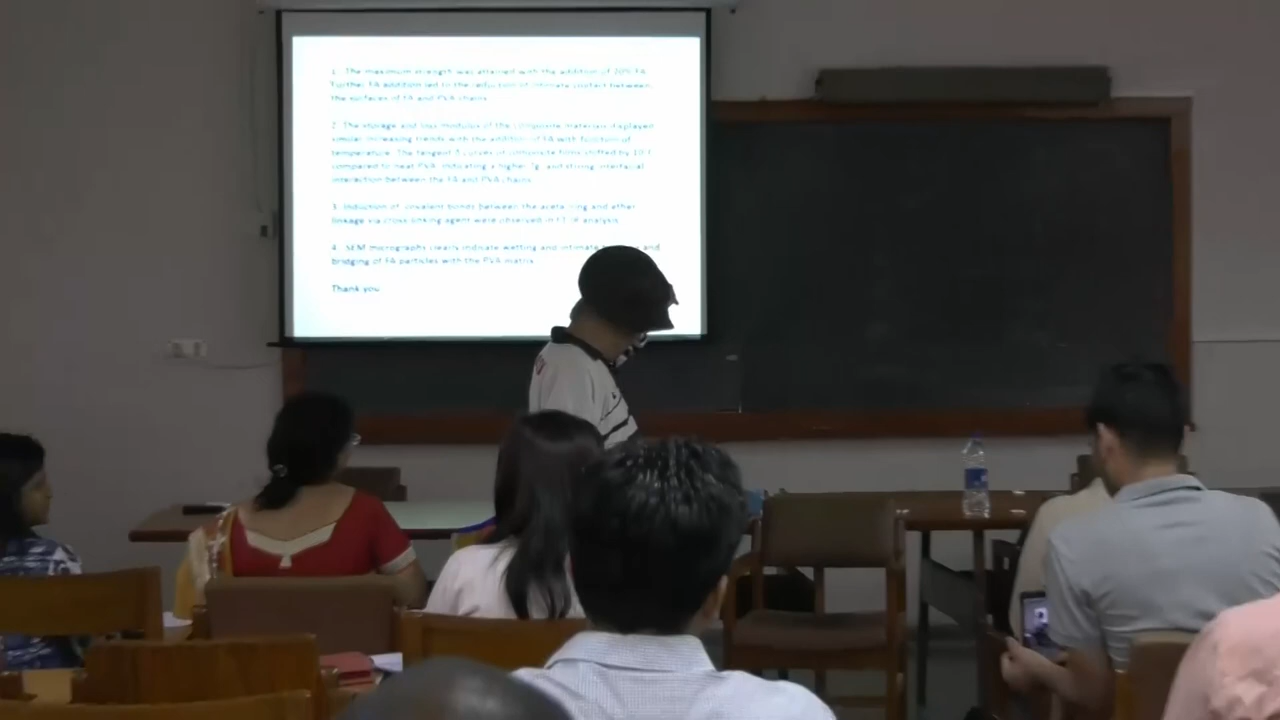 1. The maximum strength was attained with the addition of 20% FA.
Further FA addition led to the reduction of intimate contact between
the surfaces of FA and PVA chains.
2. The storage and loss modulus of the composite materials displayed
similar increasing trends with the addition of FA with function of
temperature. The tangent curves of composite films shifted by
compared to neat PVA, indicating a higher Tg and strong interfacial
interaction between the FA and PVA chains.
3. Induction of covalent bonds between the acetal ring and ether
linkage via cross linking agent were observed in FT-IR analysis.
4. SEM micrographs clearly indicate wetting and intimate and
bridging of FA particles with the PVA matrix.
Thank you